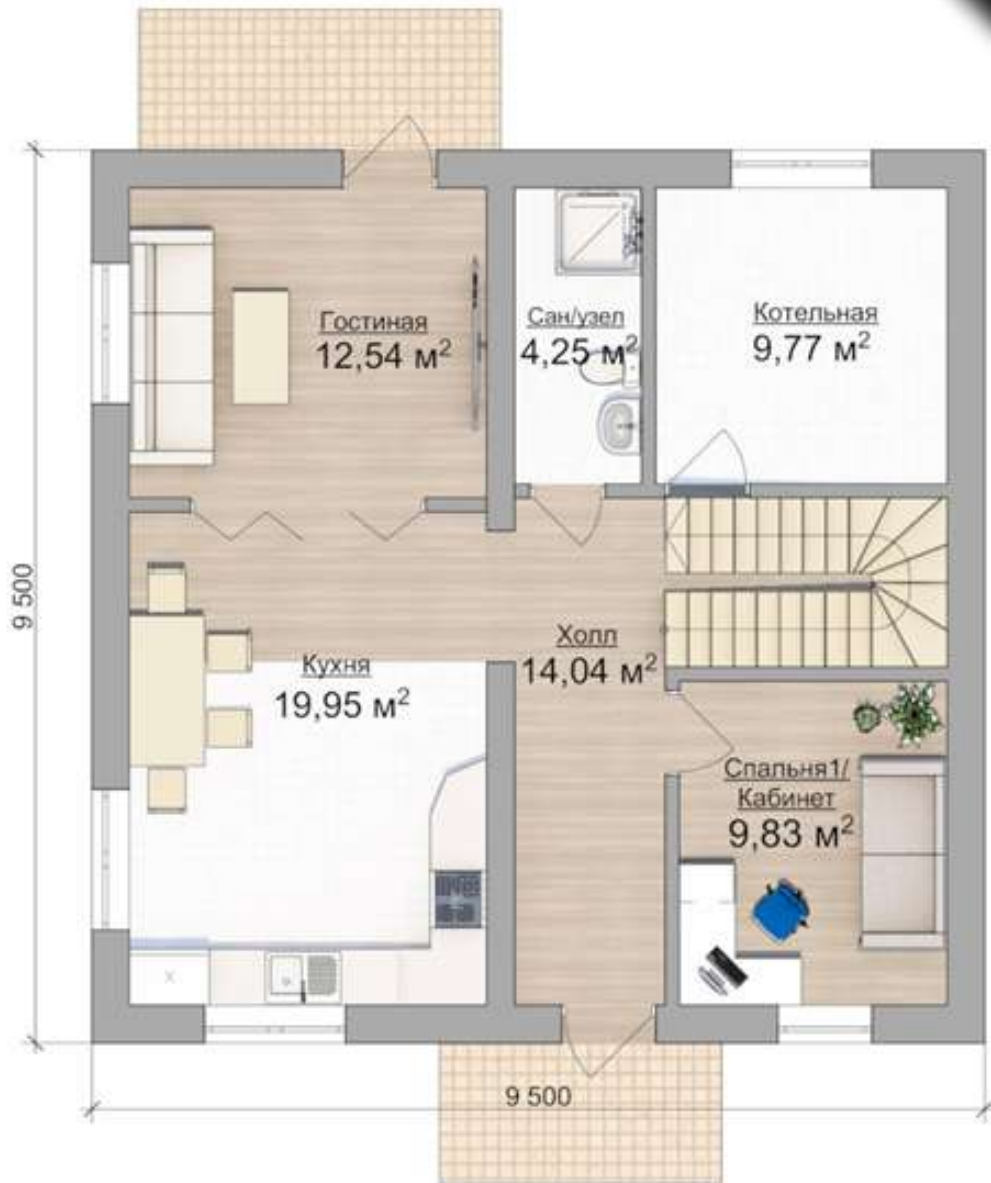 Гостиная
12,54 м²
Сан/узел
4,25 м²
Котельная
9,77 м²
9 500
Холл
14,04 м²
Кухня
19,95 м²
Спальня1/
Кабинет
9,83 м²
X
9 500